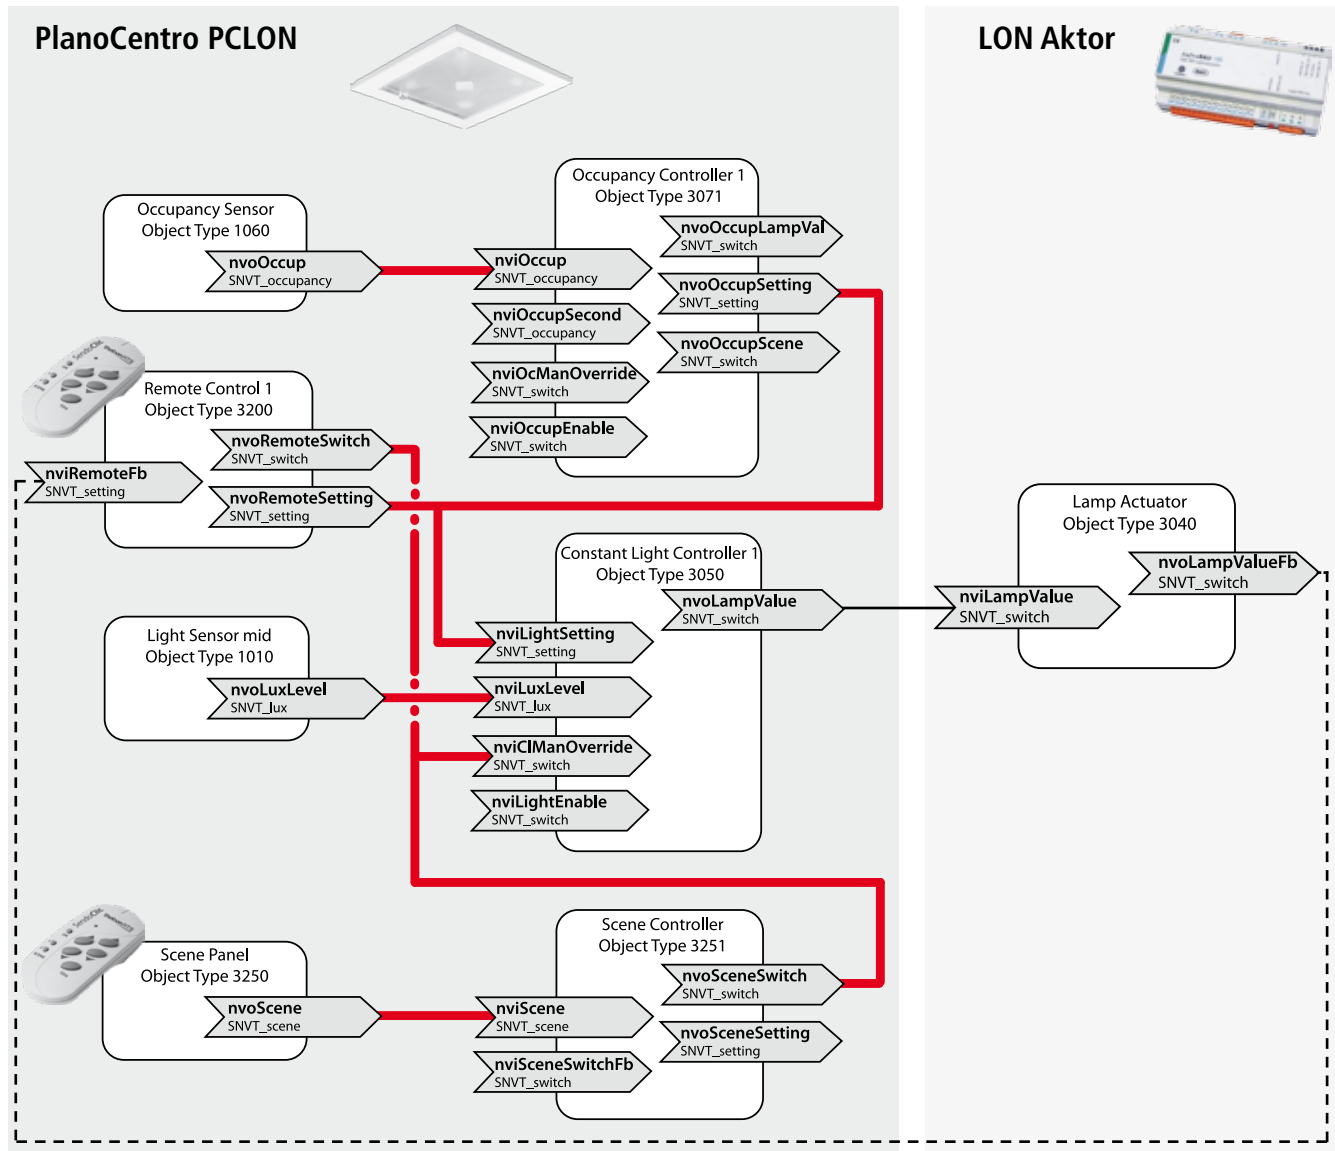 PlanoCentro PCLON
LON Aktor
Occupancy Sensor
Object Type 1060
nvoOccup
SNVT_occupancy
Occupancy Controller 1
Object Type 3071
nvoOccupLampVal
SNVT_switch
nviOccup
SNVT_occupancy
nvoOccupSetting
SNVT_setting
nviOccupSecond
SNVT_occupancy
nvoOccupScene
SNVT_switch
nviOcManOverride
SNVT_switch
nviOccupEnable
SNVT_switch
Remote Control 1
Object Type 3200
nvoRemoteSwitch
SNVT_switch
nviRemoteFb
SNVT_setting
nvoRemoteSetting
SNVT_setting
Constant Light Controller 1
Object Type 3050
nvoLampValue
SNVT_switch
nviLightSetting
SNVT_setting
nviLuxLevel
SNVT_lux
nviClManOverride
SNVT_switch
nviLightEnable
SNVT_switch
Light Sensor mid
Object Type 1010
nvoLuxLevel
SNVT_lux
Lamp Actuator
Object Type 3040
nvoLampValueFb
SNVT_switch
nviLampValue
SNVT_switch
Scene Panel
Object Type 3250
nvoScene
SNVT_scene
Scene Controller
Object Type 3251
nvoSceneSwitch
SNVT_switch
nviScene
SNVT_scene
nvoSceneSetting
SNVT_setting
nviSceneSwitchFb
SNVT_switch